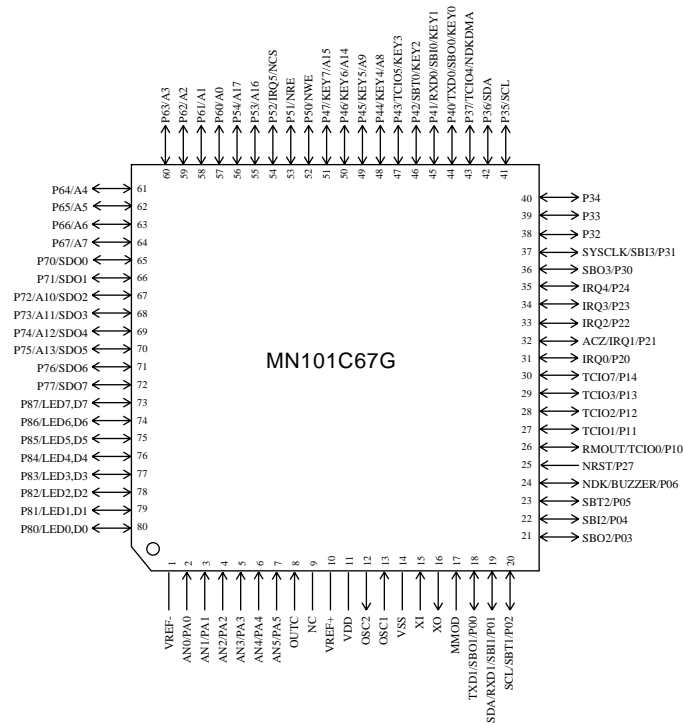 P63/A3
P62/A2
P61/A1
P60/A0
P54/A17
P53/A16
P52/IRQ5/NCS
P51/NRE
P50/NWE
P47/KEY7/A15
P46/KEY6/A14
P45/KEY5/A9
P44/KEY4/A8
P43/TCIO5/KEY3
P42/SBT0/KEY2
P41/RXD0/SBI0/KEY1
P40/TXD0/SBO0/KEY0
P37/TCIO4/NDKDMA
P36/SDA
P35/SCL
60
59
58
57
56
55
54
53
52
51
50
49
48
47
46
45
44
43
42
41
P64/A4 61
P65/A5 62
P66/A6 63
P67/A7 64
P70/SDO0 65
P71/SDO1 66
P72/A10/SDO2 67
P73/A11/SDO3 68
P74/A12/SDO4 69
P75/A13/SDO5 70
P76/SDO6 71
P77/SDO7 72
P87/LED7,D7 73
P86/LED6,D6 74
P85/LED5,D5 75
P84/LED4,D4 76
P83/LED3,D3 77
P82/LED2,D2 78
P81/LED1,D1 79
P80/LED0,D0 80
MN101C67G
40 P34
39 P33
38 P32
37 SYSCLK/SBI3/P31
36 SBO3/P30
35 IRQ4/P24
34 IRQ3/P23
33 IRQ2/P22
32 ACZ/IRQ1/P21
31 IRQ0/P20
30 TCIO7/P14
29 TCIO3/P13
28 TCIO2/P12
27 TCIO1/P11
26 RMOUT/TCIO0/P10
25 NRST/P27
24 NDK/BUZZER/P06
23 SBT2/P05
22 SBI2/P04
21 SBO2/P03
1
2
3
4
5
6
7
8
9
10
11
12
13
14
15
16
17
18
19
20
VREF-
AN0/PA0
AN1/PA1
AN2/PA2
AN3/PA3
AN4/PA4
AN5/PA5
OUTC
NC
VREF+
VDD
OSC2
OSC1
VSS
XI
XO
MMOD
TXD1/SBO1/P00
SDA/RXD1/SBI1/P01
SCL/SBT1/P02